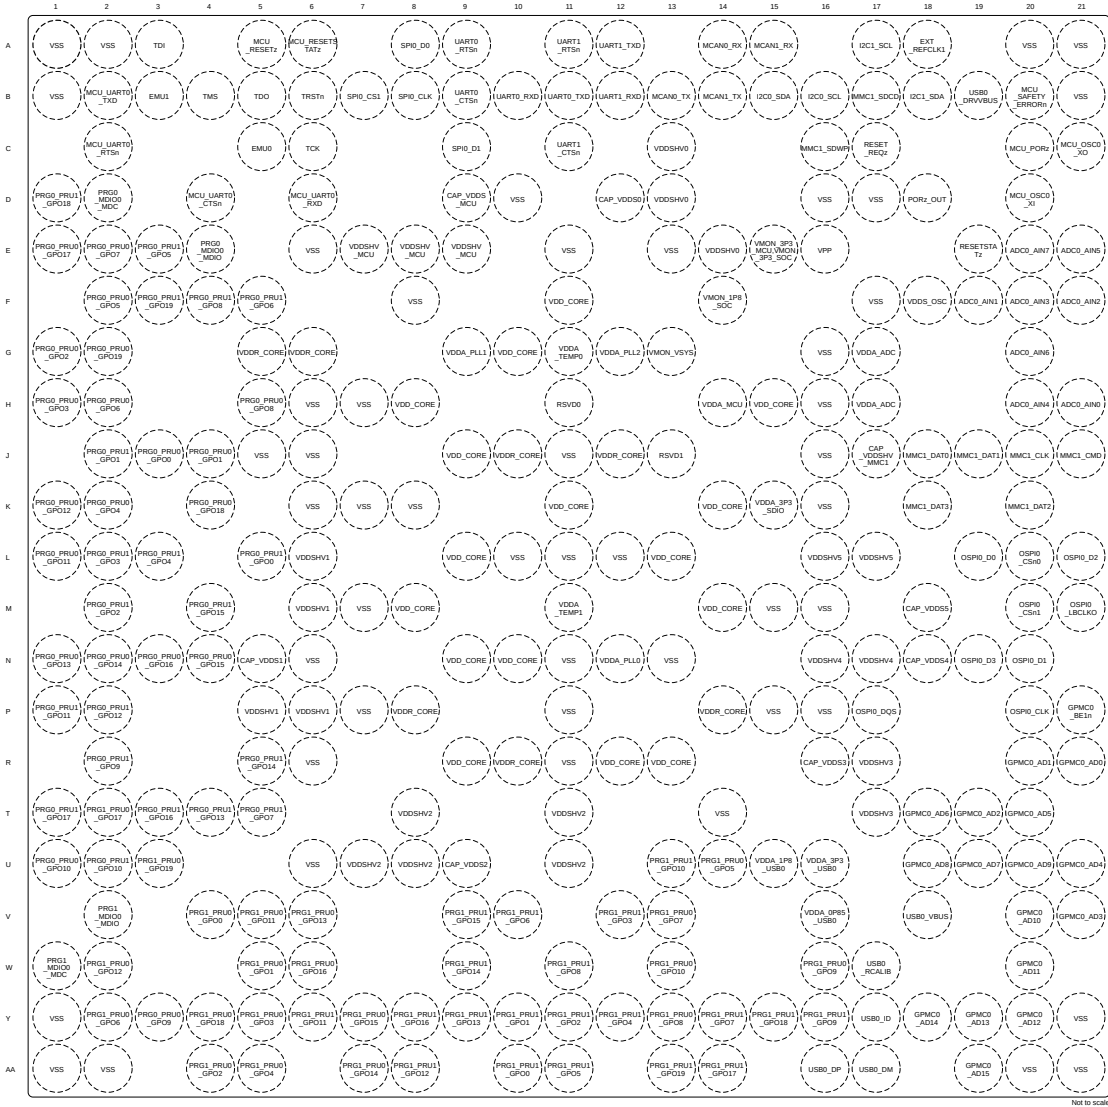 1 2 3 4 5 6 7 8 9 10 11 12 13 14 15 16 17 18 19 20 21
A VSS VSS TDI MCU_RESETz MCU_RESETSTATz SPI0_D0 UART0_RTSn UART1_RTSn UART1_TXD MCAN0_RX MCAN1_RX I2C1_SCL EXT_REFCLK1 VSS VSS
B VSS MCU_UART0_TXD EMU1 TMS TDO TRSTn SPI0_CS1 SPI0_CLK UART0_CTSn UART0_RXD UART0_TXD UART1_RXD MCAN0_TX MCAN1_TX I2C0_SDA I2C0_SCL MMC1_SDCD I2C1_SDA USB0_DRVVBUS MCU_SAFETY_ERRORn VSS
C MCU_UART0_RTSn EMU0 TCK SPI0_D1 UART1_CTSn VDDSHV0 MMC1_SDWP RESET_REQz MCU_PORz MCU_OSC0_XO
D PRG0_PRU1_GPO18 PRG0_MDIO0_MDC MCU_UART0_CTSn MCU_UART0_RXD CAP_VDDS_MCU VSS CAP_VDDS0 VDDSHV0 VSS VSS PORz_OUT MCU_OSC0_XI
E PRG0_PRU0_GPO17 PRG0_PRU0_GPO7 PRG0_PRU1_GPO5 PRG0_MDIO0_MDIO VSS VDDSHV_MCU VDDSHV_MCU VDDSHV_MCU VSS VSS VDDSHV0 VMON_3P3_MCU,VMON_3P3_SOC VPP RESETSTATz ADC0_AIN7 ADC0_AIN5
F PRG0_PRU0_GPO5 PRG0_PRU1_GPO19 PRG0_PRU1_GPO8 PRG0_PRU1_GPO6 VSS VDD_CORE VMON_1P8_SOC VSS VDDS_OSC ADC0_AIN1 ADC0_AIN3 ADC0_AIN2
G PRG0_PRU0_GPO2 PRG0_PRU0_GPO19 VDDR_CORE VDDR_CORE VDDA_PLL1 VDD_CORE VDDA_TEMP0 VDDA_PLL2 VMON_VSYS VSS VDDA_ADC ADC0_AIN6
H PRG0_PRU0_GPO3 PRG0_PRU0_GPO6 PRG0_PRU0_GPO8 VSS VSS VDD_CORE RSVD0 VDDA_MCU VDD_CORE VSS VDDA_ADC ADC0_AIN4 ADC0_AIN0
J PRG0_PRU1_GPO1 PRG0_PRU0_GPO0 PRG0_PRU0_GPO1 VSS VSS VDD_CORE VDDR_CORE VSS VDDR_CORE RSVD1 VSS CAP_VDDSHV_MMC1 MMC1_DAT0 MMC1_DAT1 MMC1_CLK MMC1_CMD
K PRG0_PRU0_GPO12 PRG0_PRU0_GPO4 PRG0_PRU0_GPO18 VSS VSS VSS VDD_CORE VDD_CORE VDDA_3P3_SDIO VSS MMC1_DAT3 MMC1_DAT2
L PRG0_PRU0_GPO11 PRG0_PRU1_GPO3 PRG0_PRU1_GPO4 PRG0_PRU1_GPO0 VDDSHV1 VDD_CORE VSS VSS VSS VDD_CORE VDDSHV5 VDDSHV5 OSPI0_D0 OSPI0_CSn0 OSPI0_D2
M PRG0_PRU1_GPO2 PRG0_PRU1_GPO15 VDDSHV1 VSS VDD_CORE VDDA_TEMP1 VDD_CORE VSS VSS CAP_VDDS5 OSPI0_CSn1 OSPI0_LBCLKO
N PRG0_PRU0_GPO13 PRG0_PRU0_GPO14 PRG0_PRU0_GPO16 PRG0_PRU0_GPO15 CAP_VDDS1 VSS VDD_CORE VDD_CORE VSS VDDA_PLL0 VSS VDDSHV4 VDDSHV4 CAP_VDDS4 OSPI0_D3 OSPI0_D1
P PRG0_PRU1_GPO11 PRG0_PRU1_GPO12 VDDSHV1 VDDSHV1 VSS VDDR_CORE VSS VDDR_CORE VSS VSS OSPI0_DQS OSPI0_CLK GPMC0_BE1n
R PRG0_PRU1_GPO9 PRG0_PRU1_GPO14 VSS VDD_CORE VDDR_CORE VSS VDD_CORE VDD_CORE CAP_VDDS3 VDDSHV3 GPMC0_AD1 GPMC0_AD0
T PRG0_PRU1_GPO17 PRG1_PRU0_GPO17 PRG0_PRU1_GPO16 PRG0_PRU1_GPO13 PRG0_PRU1_GPO7 VDDSHV2 VDDSHV2 VSS VDDSHV3 GPMC0_AD6 GPMC0_AD2 GPMC0_AD5
U PRG0_PRU0_GPO10 PRG0_PRU1_GPO10 PRG1_PRU0_GPO19 VSS VDDSHV2 VDDSHV2 CAP_VDDS2 VDDSHV2 PRG1_PRU1_GPO10 PRG1_PRU0_GPO5 VDDA_1P8_USB0 VDDA_3P3_USB0 GPMC0_AD8 GPMC0_AD7 GPMC0_AD9 GPMC0_AD4
V PRG1_MDIO0_MDIO PRG1_PRU0_GPO0 PRG1_PRU0_GPO11 PRG1_PRU0_GPO13 PRG1_PRU1_GPO15 PRG1_PRU1_GPO6 PRG1_PRU1_GPO3 PRG1_PRU0_GPO7 VDDA_0P85_USB0 USB0_VBUS GPMC0_AD10 GPMC0_AD3
W PRG1_MDIO0_MDC PRG1_PRU0_GPO12 PRG1_PRU0_GPO1 PRG1_PRU0_GPO16 PRG1_PRU1_GPO14 PRG1_PRU1_GPO8 PRG1_PRU0_GPO10 PRG1_PRU0_GPO9 USB0_RCALIB GPMC0_AD11
Y VSS PRG1_PRU0_GPO6 PRG1_PRU0_GPO9 PRG1_PRU0_GPO18 PRG1_PRU0_GPO3 PRG1_PRU1_GPO11 PRG1_PRU0_GPO15 PRG1_PRU1_GPO16 PRG1_PRU1_GPO13 PRG1_PRU1_GPO1 PRG1_PRU1_GPO2 PRG1_PRU1_GPO4 PRG1_PRU0_GPO8 PRG1_PRU1_GPO7 PRG1_PRU1_GPO18 PRG1_PRU1_GPO9 USB0_ID GPMC0_AD14 GPMC0_AD13 GPMC0_AD12 VSS
AA VSS VSS PRG1_PRU0_GPO2 PRG1_PRU0_GPO4 PRG1_PRU0_GPO14 PRG1_PRU1_GPO12 PRG1_PRU1_GPO0 PRG1_PRU1_GPO5 PRG1_PRU1_GPO19 PRG1_PRU1_GPO17 USB0_DP USB0_DM GPMC0_AD15 VSS VSS
Not to scale